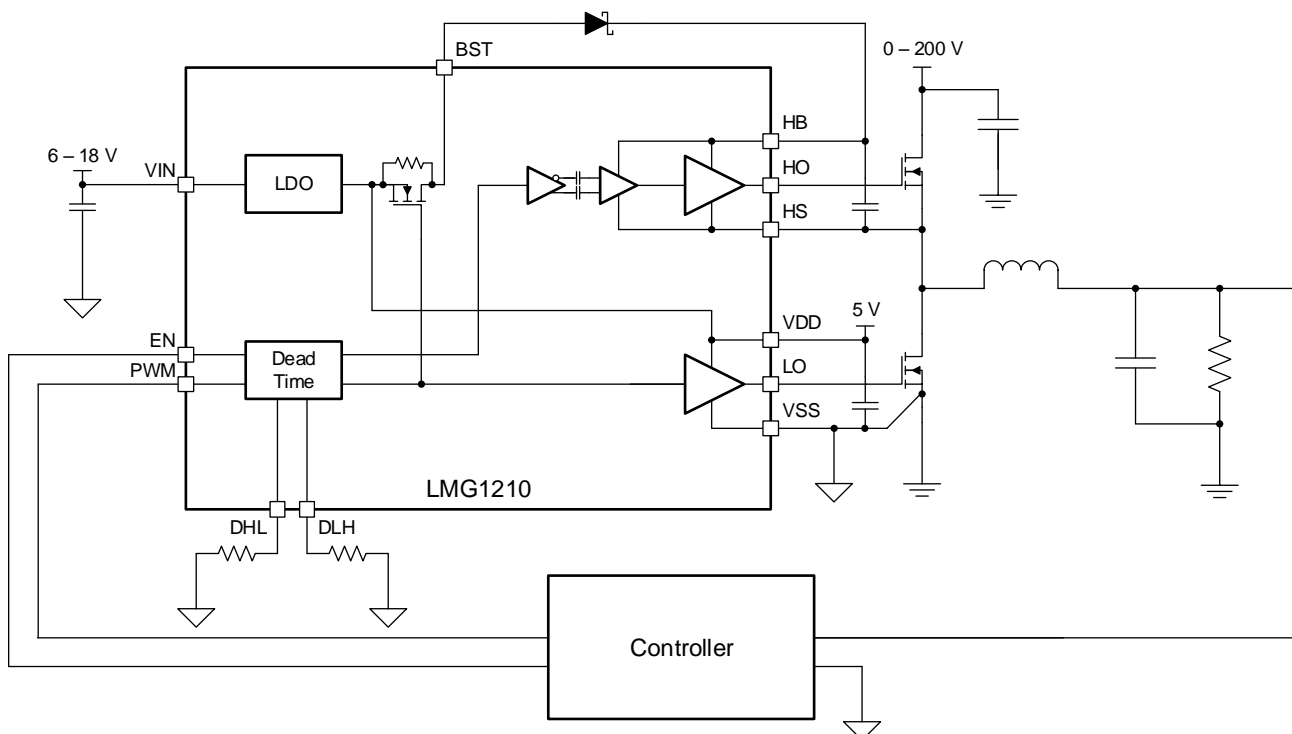 BST
0 – 200 V
HB
6 – 18 V
VIN
LDO
HO
HS
VDD
5 V
EN
PWM
Dead
Time
LO
VSS
LMG1210
DHL
DLH
Controller